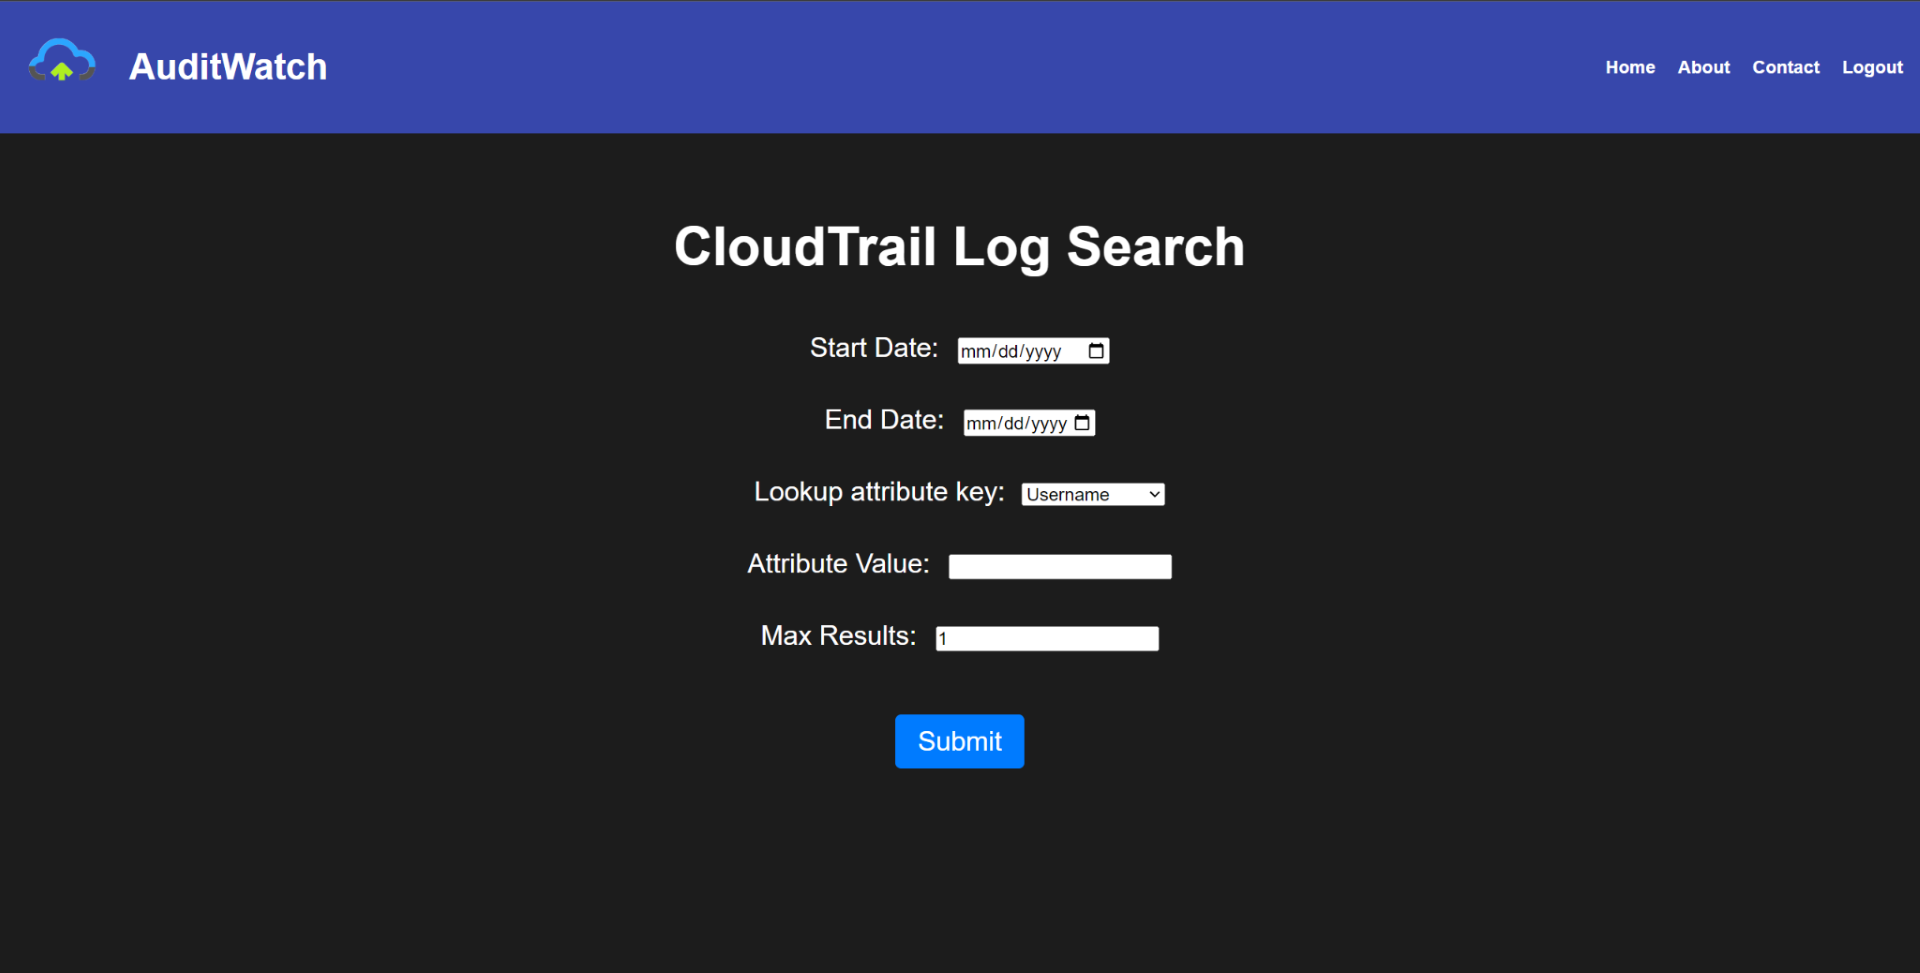 AuditWatch
Home About Contact Logout
CloudTrail Log Search
Start Date: mm/dd/yyyy
End Date: mm/dd/yyyy
Lookup attribute key: Username
Attribute Value:
Max Results: 1
Submit